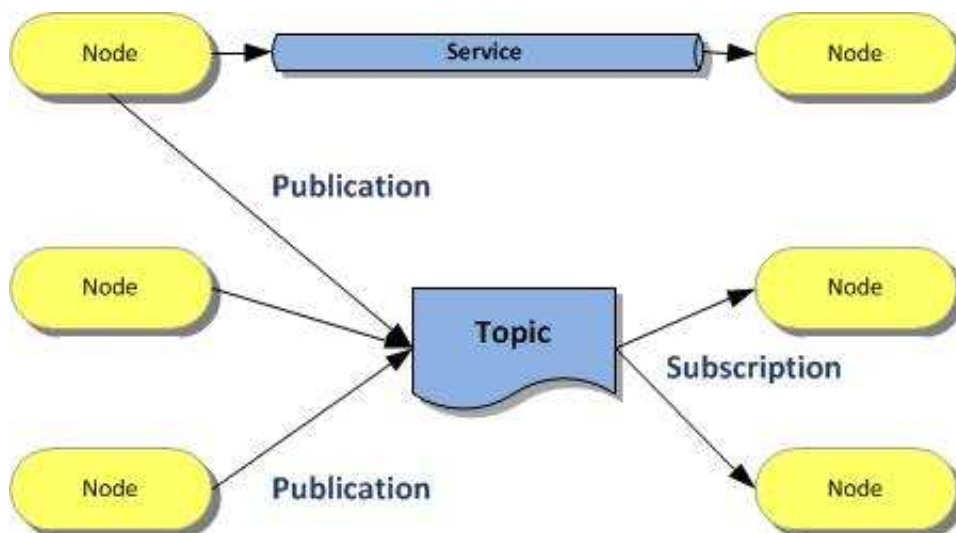 Node
Service
Node
Publication
Node
Topic
Node
Subscription
Node
Publication
Node